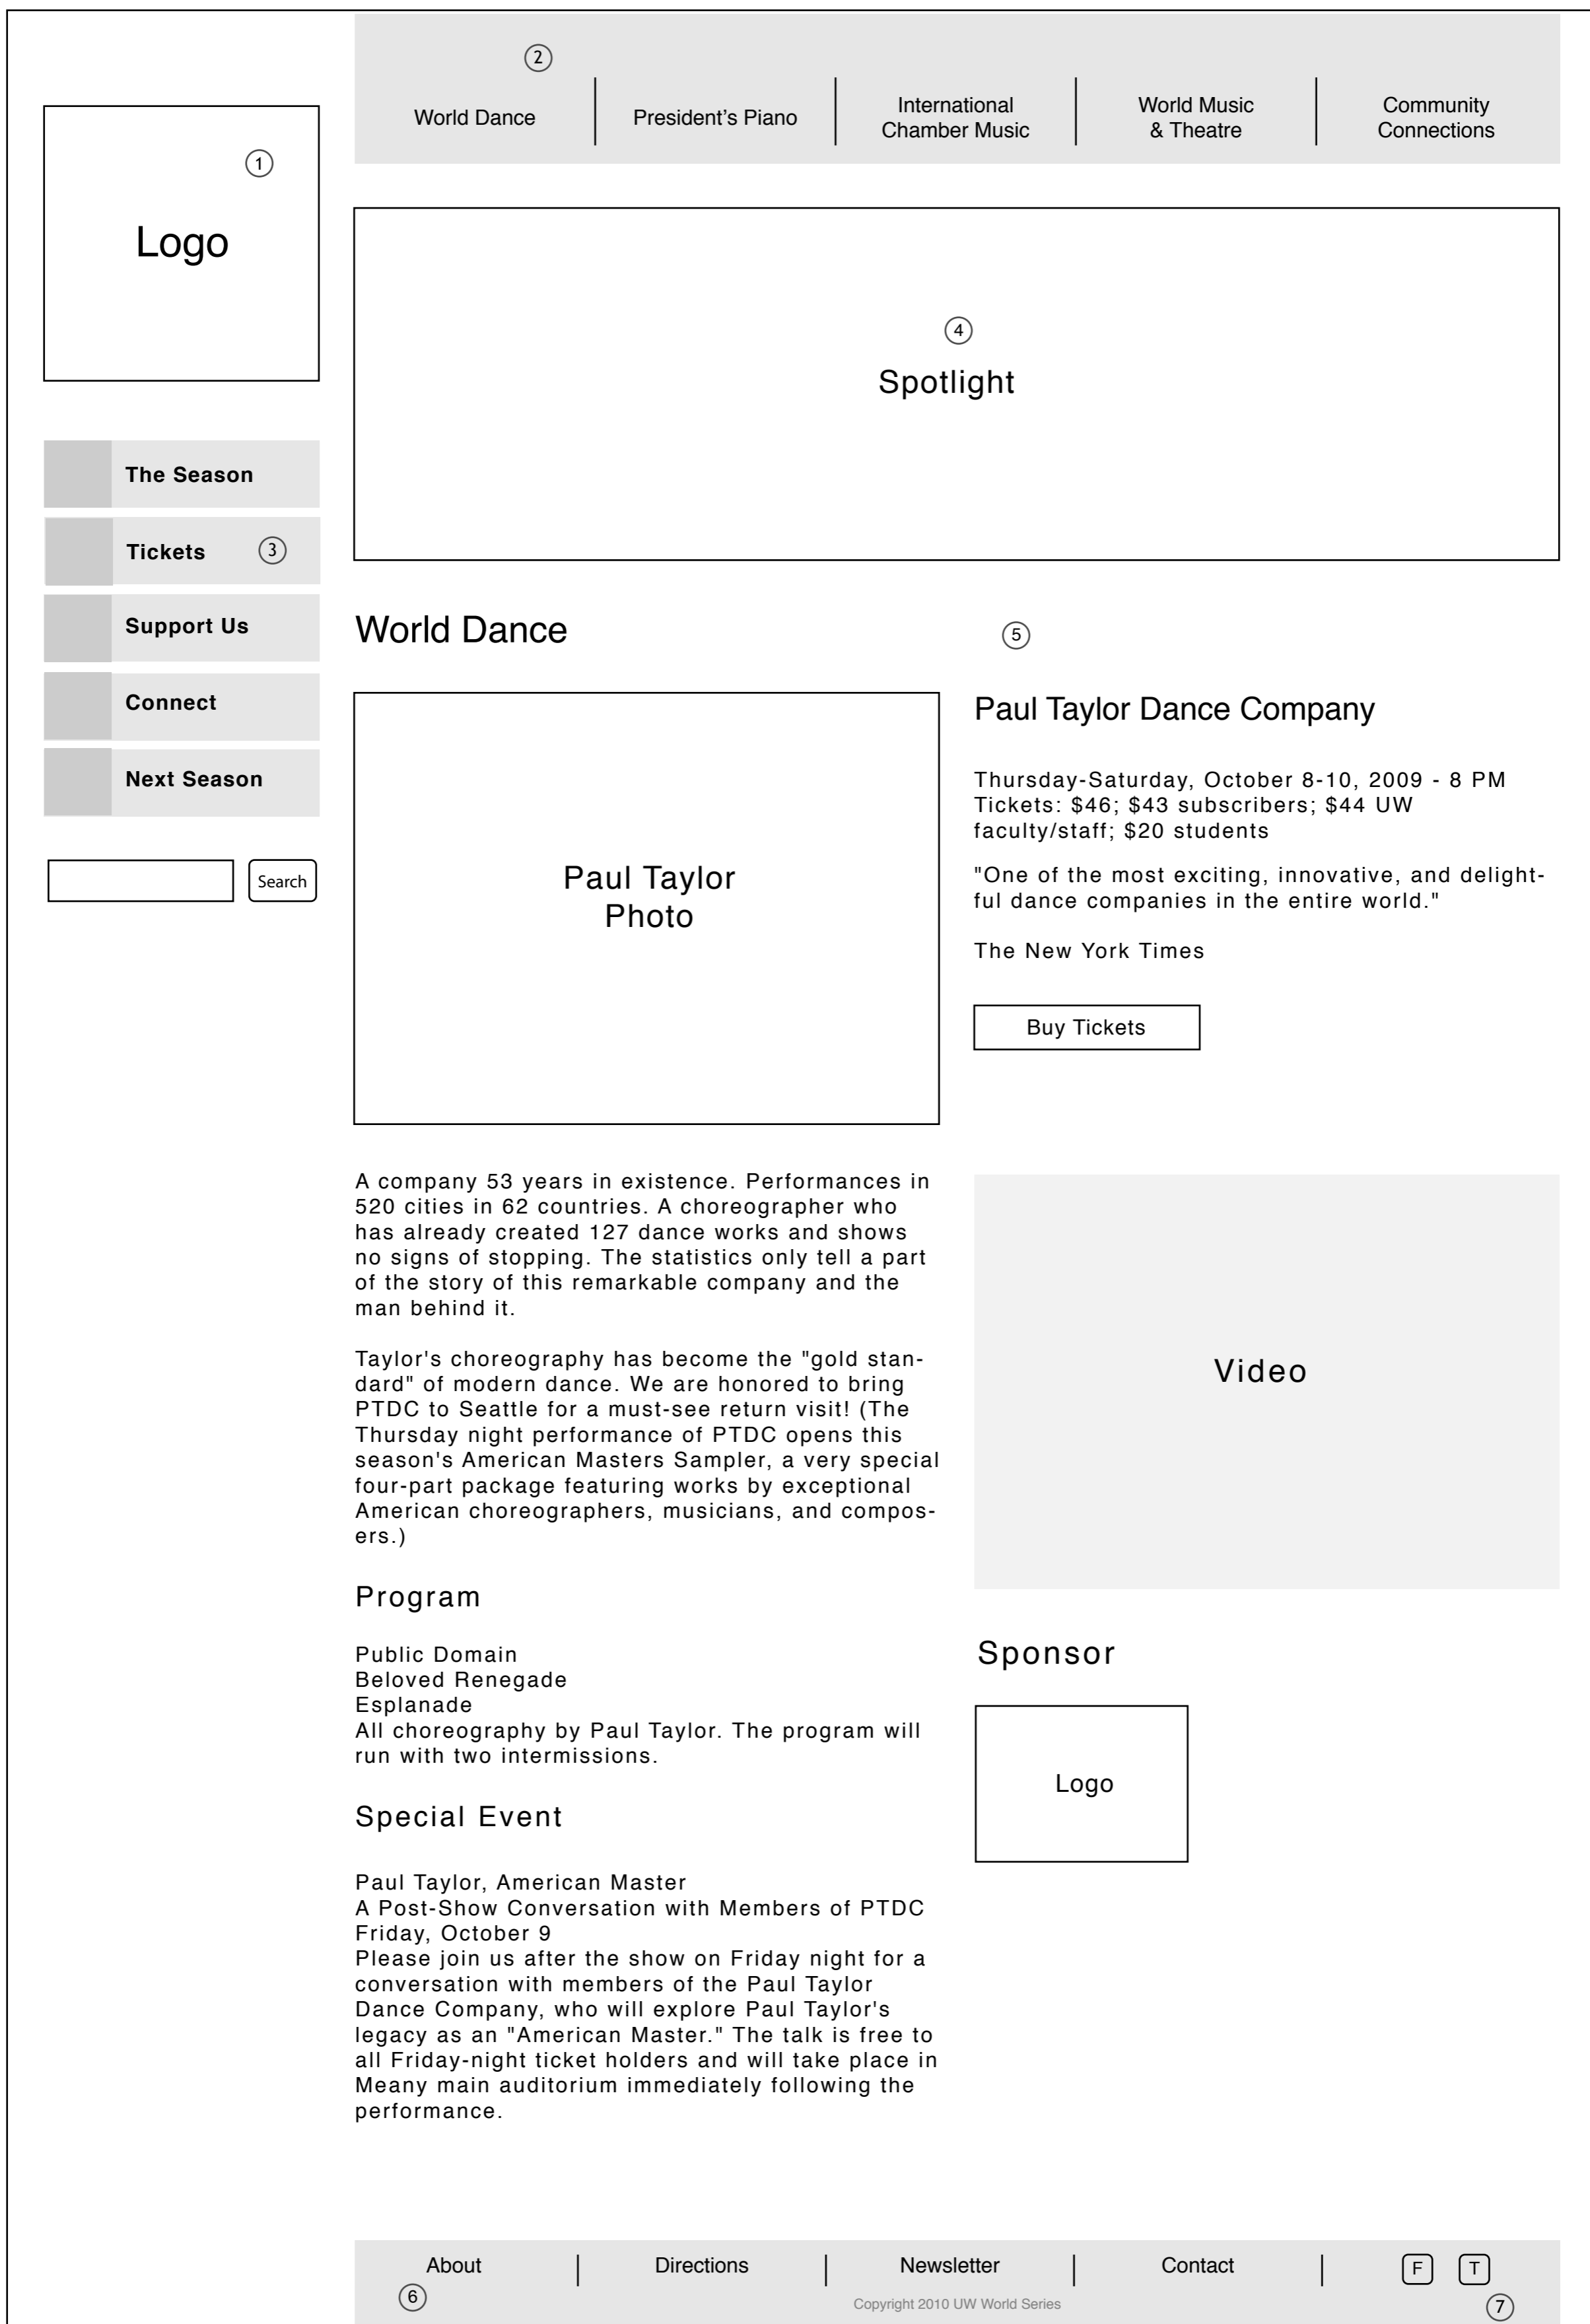 2
World Dance
President's Piano
International
Chamber Music
World Music
& Theatre
Community
Connections
1
Logo
4
Spotlight
The Season
Tickets
3
Support Us
Connect
Next Season
Search
World Dance
5
Paul Taylor
Photo
Paul Taylor Dance Company
Thursday-Saturday, October 8-10, 2009 - 8 PM
Tickets: $46; $43 subscribers; $44 UW
faculty/staff; $20 students
"One of the most exciting, innovative, and delight-
ful dance companies in the entire world."
The New York Times
Buy Tickets
A company 53 years in existence. Performances in
520 cities in 62 countries. A choreographer who
has already created 127 dance works and shows
no signs of stopping. The statistics only tell a part
of the story of this remarkable company and the
man behind it.
Taylor's choreography has become the "gold stan-
dard" of modern dance. We are honored to bring
PTDC to Seattle for a must-see return visit! (The
Thursday night performance of PTDC opens this
season's American Masters Sampler, a very special
four-part package featuring works by exceptional
American choreographers, musicians, and compos-
ers.)
Program
Public Domain
Beloved Renegade
Esplanade
All choreography by Paul Taylor. The program will
run with two intermissions.
Special Event
Paul Taylor, American Master
A Post-Show Conversation with Members of PTDC
Friday, October 9
Please join us after the show on Friday night for a
conversation with members of the Paul Taylor
Dance Company, who will explore Paul Taylor's
legacy as an "American Master." The talk is free to
all Friday-night ticket holders and will take place in
Meany main auditorium immediately following the
performance.
Video
Sponsor
Logo
About
Directions
Newsletter
Contact
F
T
6
Copyright 2010 UW World Series
7